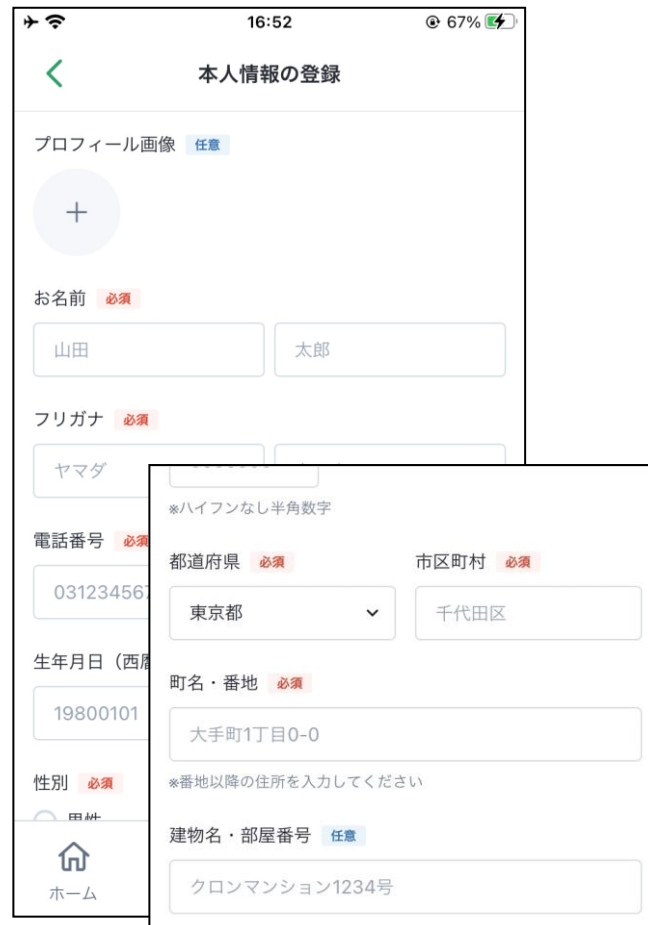 16:52
67%
本人情報の登録
プロフィール画像 任意
+
お名前 必須
山田 太郎
フリガナ 必須
ヤマダ
電話番号 必須
031234567
生年月日（西暦
19800101
性別 必須
男性
ホーム
※ハイフンなし半角数字
都道府県 必須 市区町村 必須
東京都 千代田区
町名・番地 必須
大手町1丁目0-0
※番地以降の住所を入力してください
建物名・部屋番号 任意
クロンマンション1234号